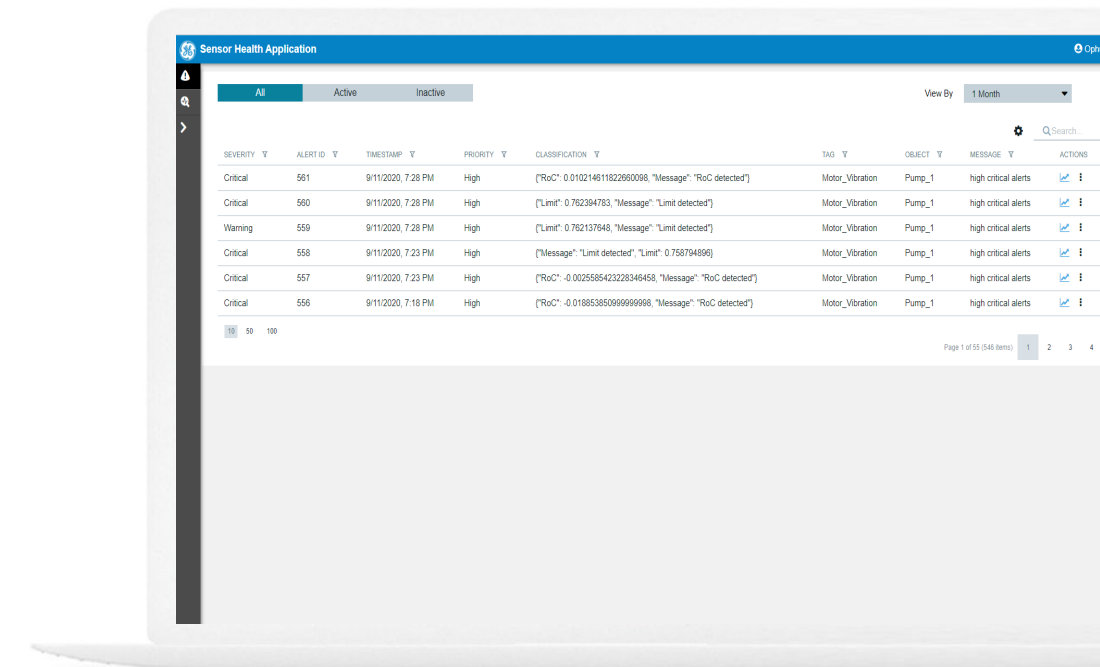 Sensor Health Application
All Active Inactive View By 1 Month
Search...
SEVERITY ALERT ID TIMESTAMP PRIORITY CLASSIFICATION TAG OBJECT MESSAGE ACTIONS
Critical 561 9/11/2020, 7:28 PM High {"RoC": 0.010214611822660098, "Message": "RoC detected"} Motor_Vibration Pump_1 high critical alerts
Critical 560 9/11/2020, 7:28 PM High {"Limit": 0.762394783, "Message": "Limit detected"} Motor_Vibration Pump_1 high critical alerts
Warning 559 9/11/2020, 7:28 PM High {"Limit": 0.762137648, "Message": "Limit detected"} Motor_Vibration Pump_1 high critical alerts
Critical 558 9/11/2020, 7:23 PM High {"Message": "Limit detected", "Limit": 0.758794896} Motor_Vibration Pump_1 high critical alerts
Critical 557 9/11/2020, 7:23 PM High {"RoC": -0.0025585423228346458, "Message": "RoC detected"} Motor_Vibration Pump_1 high critical alerts
Critical 556 9/11/2020, 7:18 PM High {"RoC": -0.018853850999999998, "Message": "RoC detected"} Motor_Vibration Pump_1 high critical alerts
10 50 100
Page 1 of 55 (546 items) 1 2 3 4